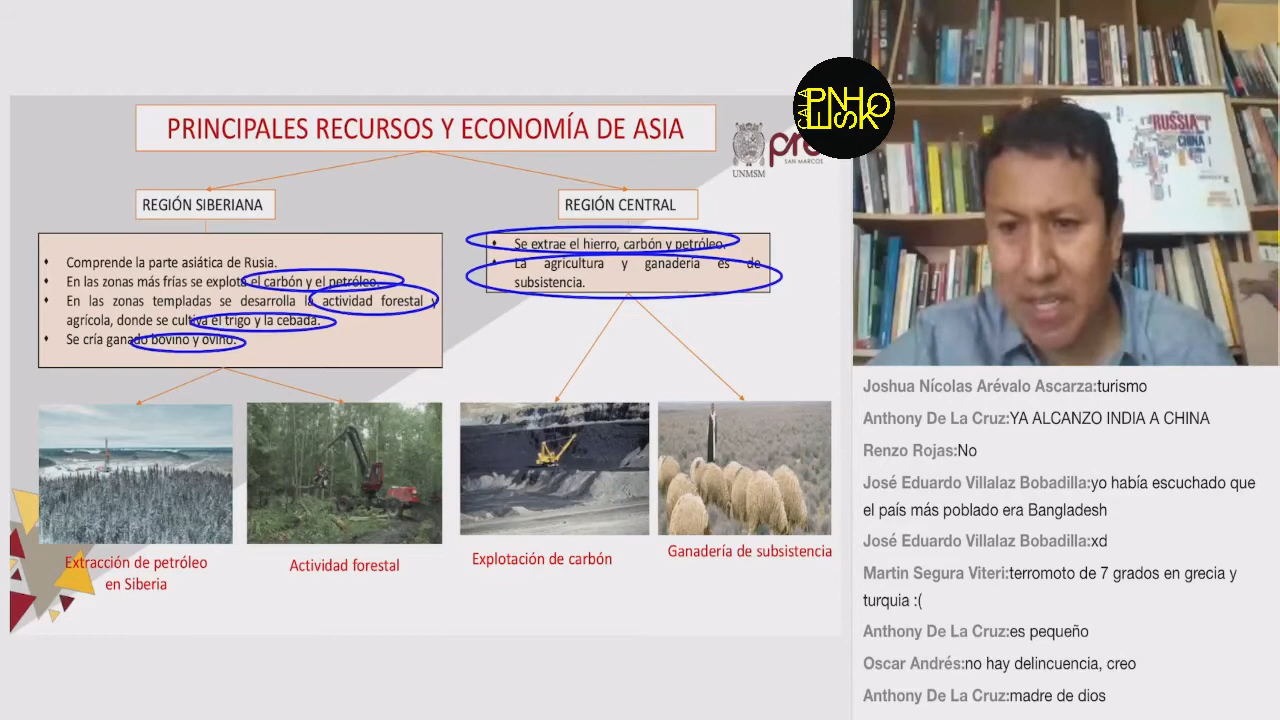 PRINCIPALES RECURSOS Y ECONOMÍA DE ASIA
UNMSM
pre
SAN MARCOS
CALA
PENHSKO
REGIÓN SIBERIANA
• Comprende la parte asiática de Rusia.
• En las zonas más frías se explota el carbón y el petróleo.
• En las zonas templadas se desarrolla la actividad forestal y
agrícola, donde se cultiva el trigo y la cebada.
• Se cría ganado bovino y ovino.
REGIÓN CENTRAL
• Se extrae el hierro, carbón y petróleo.
• La agricultura y ganadería es de
subsistencia.
Extracción de petróleo
en Siberia
Actividad forestal
Explotación de carbón
Ganadería de subsistencia
RUSSIA
CHINA
Joshua Nícolas Arévalo Ascarza:turismo
Anthony De La Cruz:YA ALCANZO INDIA A CHINA
Renzo Rojas:No
José Eduardo Villalaz Bobadilla:yo había escuchado que
el país más poblado era Bangladesh
José Eduardo Villalaz Bobadilla:xd
Martin Segura Viteri:terromoto de 7 grados en grecia y
turquia :(
Anthony De La Cruz:es pequeño
Oscar Andrés:no hay delincuencia, creo
Anthony De La Cruz:madre de dios